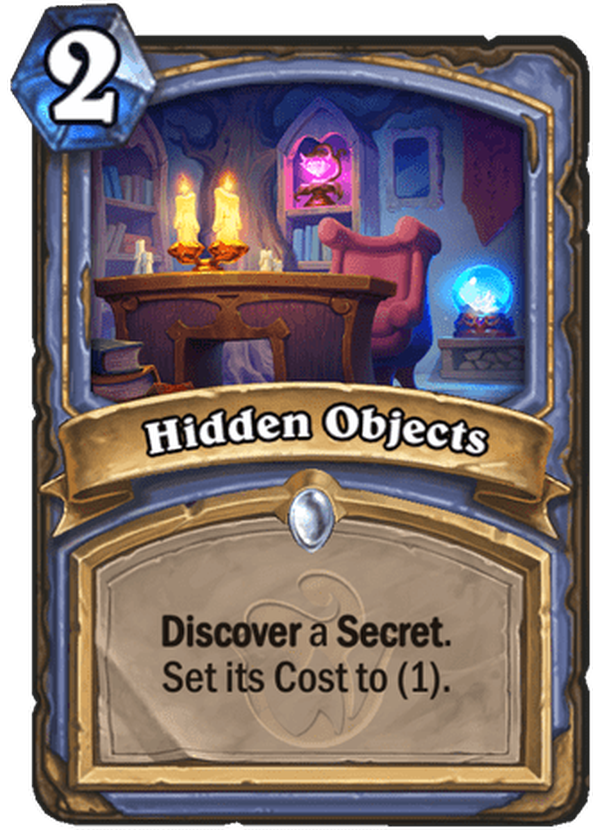 2
Hidden Objects
Discover a Secret.
Set its Cost to (1).